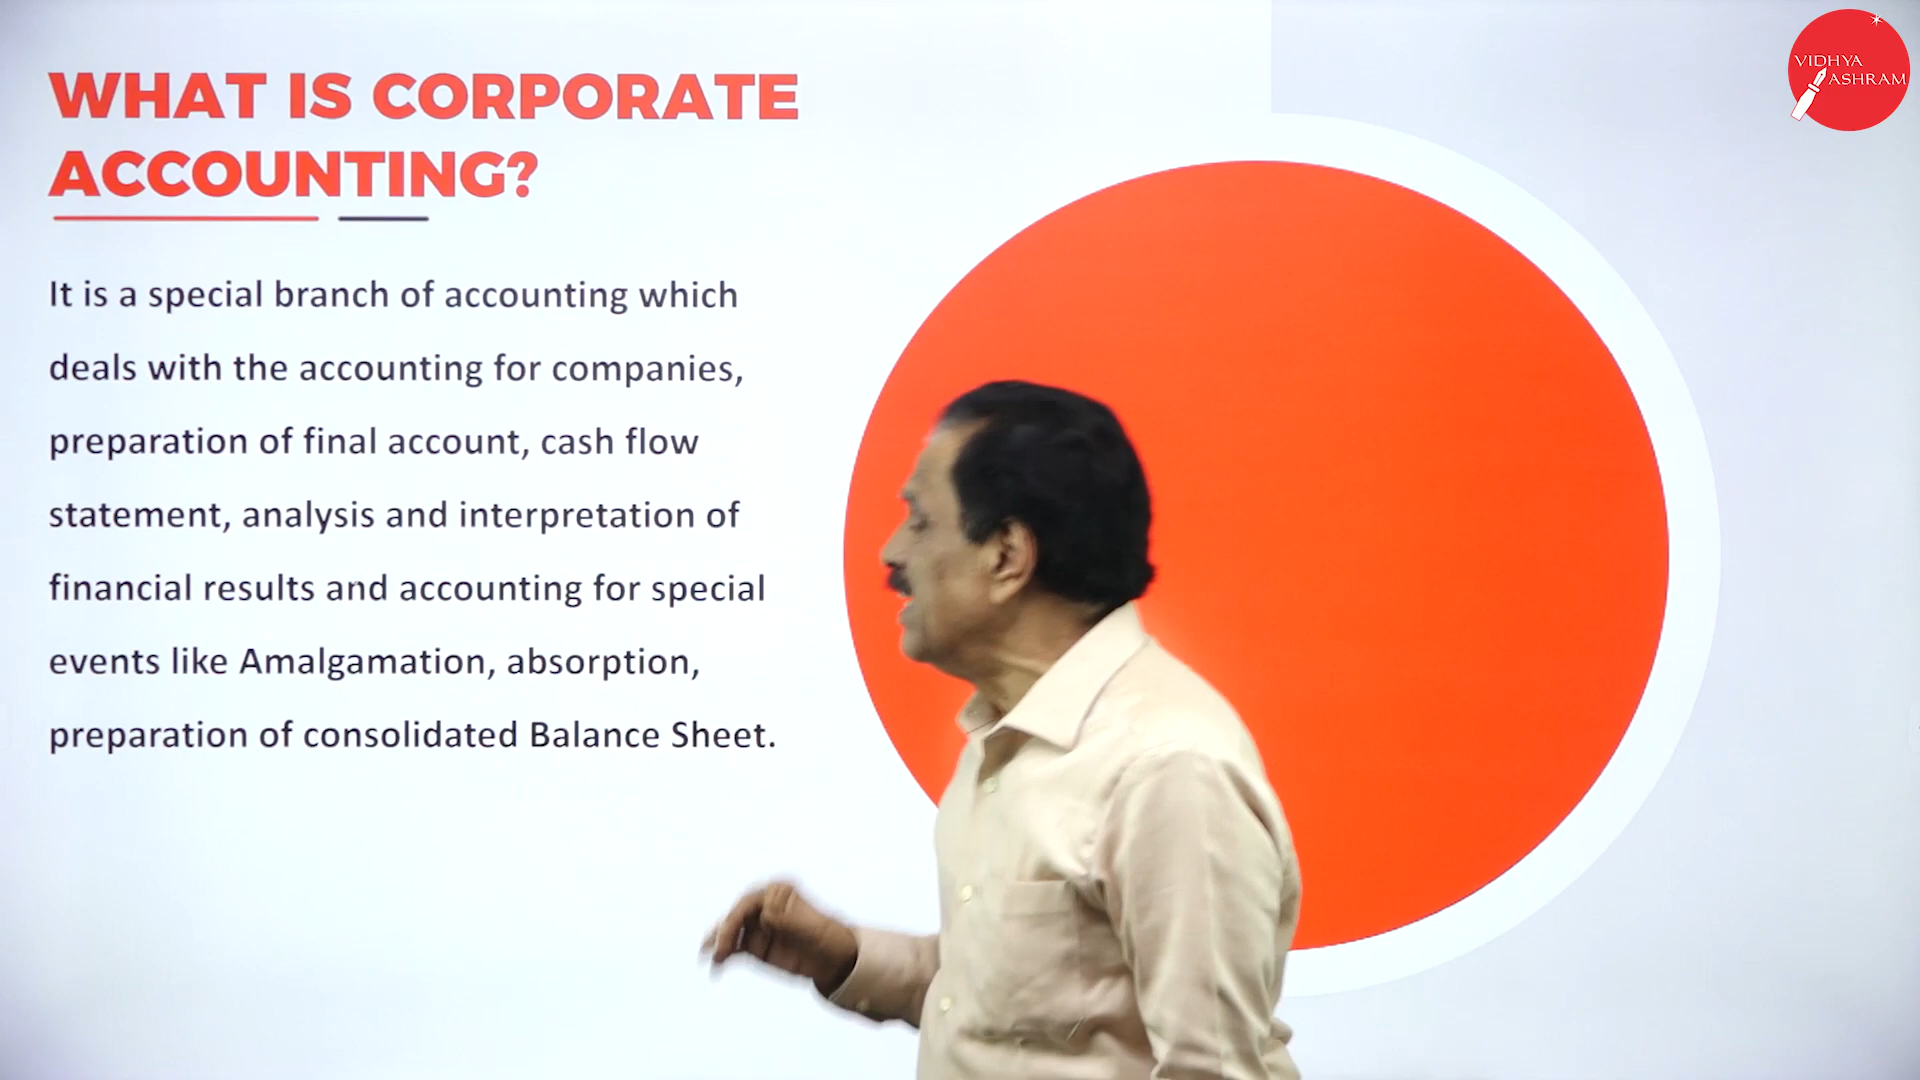 WHAT IS CORPORATE
ACCOUNTING?
It is a special branch of accounting which
deals with the accounting for companies,
preparation of final account, cash flow
statement, analysis and interpretation of
financial results and accounting for special
events like Amalgamation, absorption,
preparation of consolidated Balance Sheet.
VIDHYA
ASHRAM